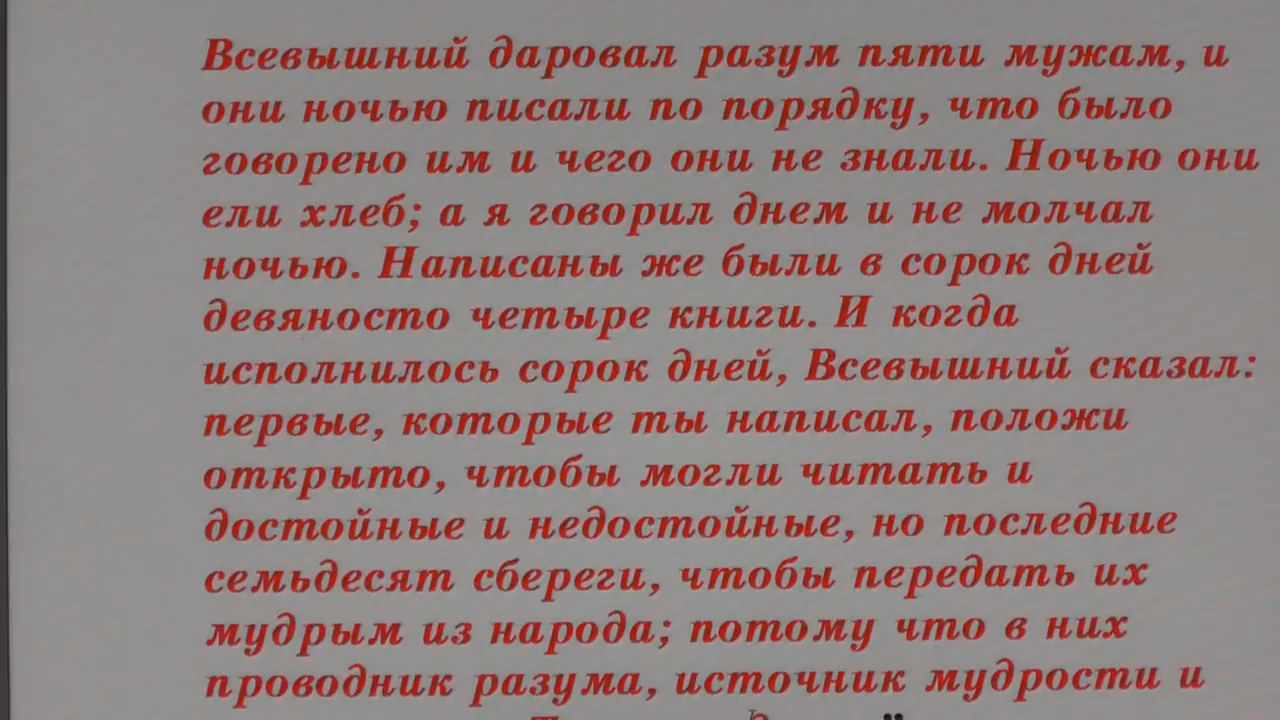 Всевышний даровал разум пяти мужам, и
они ночью писали по порядку, что было
говорено им и чего они не знали. Ночью они
ели хлеб; а я говорил днем и не молчал
ночью. Написаны же были в сорок дней
девяносто четыре книги. И когда
исполнилось сорок дней, Всевышний сказал:
первые, которые ты написал, положи
открыто, чтобы могли читать и
достойные и недостойные, но последние
семьдесят сбереги, чтобы передать их
мудрым из народа; потому что в них
проводник разума, источник мудрости и